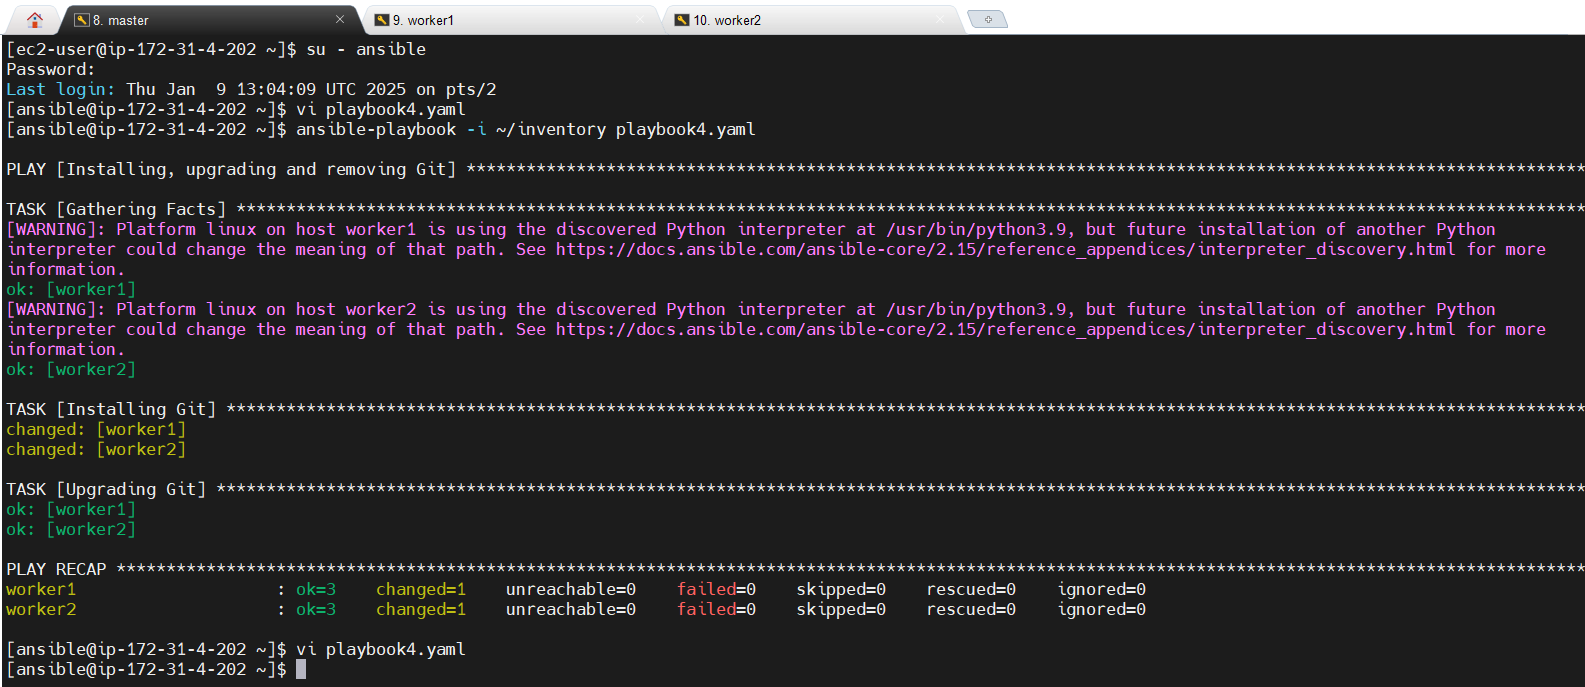 8. master
9. worker1
10. worker2
[ec2-user@ip-172-31-4-202 ~]$ su - ansible
Password:
Last login: Thu Jan  9 13:04:09 UTC 2025 on pts/2
[ansible@ip-172-31-4-202 ~]$ vi playbook4.yaml
[ansible@ip-172-31-4-202 ~]$ ansible-playbook -i ~/inventory playbook4.yaml
PLAY [Installing, upgrading and removing Git] ****************************************************************************************************************
TASK [Gathering Facts] ***************************************************************************************************************************************
[WARNING]: Platform linux on host worker1 is using the discovered Python interpreter at /usr/bin/python3.9, but future installation of another Python
interpreter could change the meaning of that path. See https://docs.ansible.com/ansible-core/2.15/reference_appendices/interpreter_discovery.html for more
information.
ok: [worker1]
[WARNING]: Platform linux on host worker2 is using the discovered Python interpreter at /usr/bin/python3.9, but future installation of another Python
interpreter could change the meaning of that path. See https://docs.ansible.com/ansible-core/2.15/reference_appendices/interpreter_discovery.html for more
information.
ok: [worker2]
TASK [Installing Git] ****************************************************************************************************************************************
changed: [worker1]
changed: [worker2]
TASK [Upgrading Git] *****************************************************************************************************************************************
ok: [worker1]
ok: [worker2]
PLAY RECAP ***************************************************************************************************************************************************
worker1                    : ok=3    changed=1    unreachable=0    failed=0    skipped=0    rescued=0    ignored=0
worker2                    : ok=3    changed=1    unreachable=0    failed=0    skipped=0    rescued=0    ignored=0
[ansible@ip-172-31-4-202 ~]$ vi playbook4.yaml
[ansible@ip-172-31-4-202 ~]$